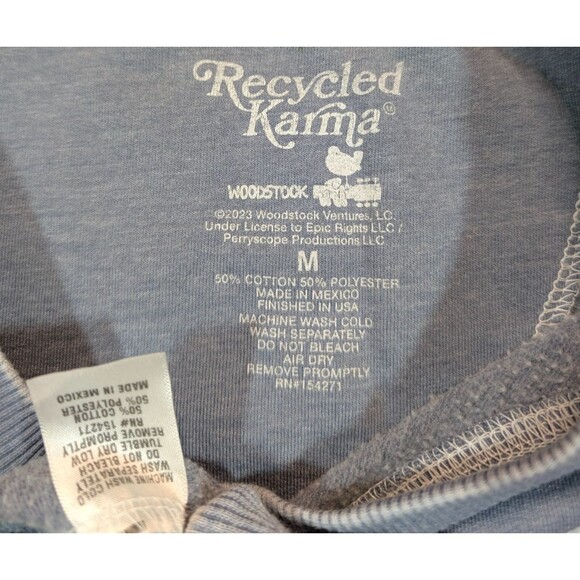 Recycled
Karma
WOODSTOCK
©2023 Woodstock Ventures, LC.
Under License to Epic Rights LLC /
Perryscope Productions LLC
M
50% COTTON 50% POLYESTER
MADE IN MEXICO
FINISHED IN USA
MACHINE WASH COLD
WASH SEPARATELY
DO NOT BLEACH
AIR DRY
REMOVE PROMPTLY
RN#154271
MACHINE WASH COLD
WASH SEPARATELY
DO NOT BLEACH
TUMBLE DRY LOW
REMOVE PROMPTLY
RN# 154271
50% COTTON
50% POLYESTER
MADE IN MEXICO